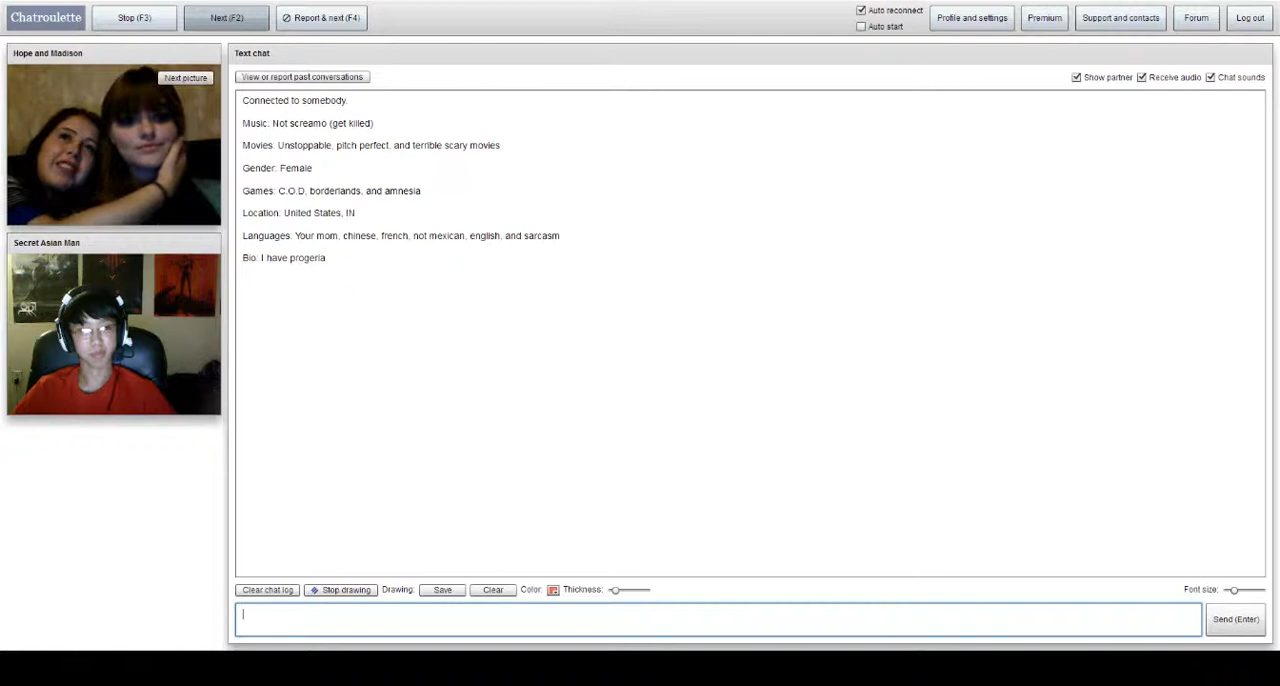 Chatroulette
Stop (F3)
Next (F2)
Report & next (F4)
Auto reconnect
Auto start
Profile and settings
Premium
Support and contacts
Forum
Log out
Hope and Madison
Next picture
Secret Asian Man
Text chat
View or report past conversations
Show partner
Receive audio
Chat sounds
Connected to somebody.
Music: Not screamo (get killed)
Movies: Unstoppable, pitch perfect, and terrible scary movies
Gender: Female
Games: C.O.D, borderlands, and amnesia
Location: United States, IN
Languages: Your mom, chinese, french, not mexican, english, and sarcasm
Bio: I have progeria
Clear chat log
Stop drawing
Drawing:
Save
Clear
Color:
Thickness:
Font size:
Send (Enter)